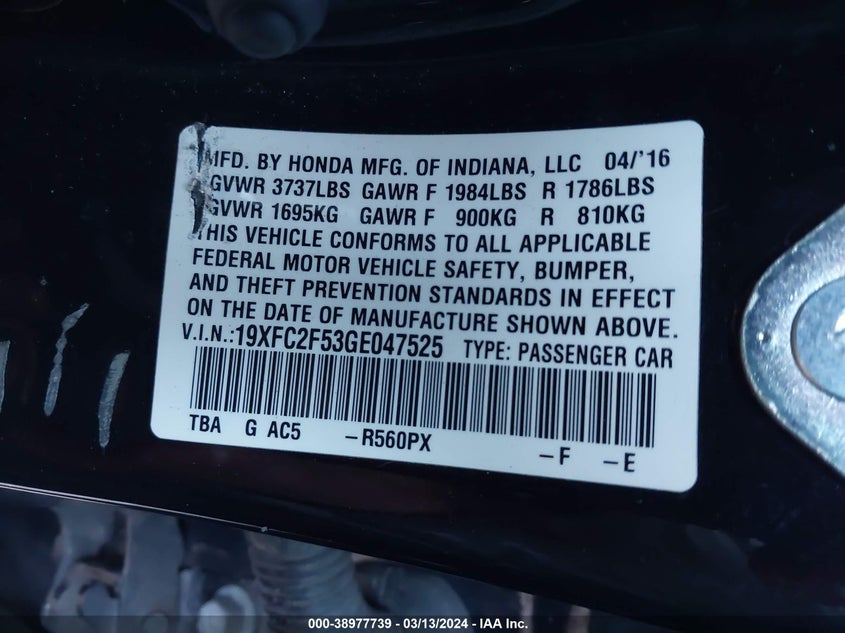 MFD. BY HONDA MFG. OF INDIANA, LLC 04/'16
GVWR 3737LBS GAWR F 1984LBS R 1786LBS
GVWR 1695KG GAWR F 900KG R 810KG
THIS VEHICLE CONFORMS TO ALL APPLICABLE
FEDERAL MOTOR VEHICLE SAFETY, BUMPER,
AND THEFT PREVENTION STANDARDS IN EFFECT
ON THE DATE OF MANUFACTURE SHOWN ABOVE.
V.I.N.:19XFC2F53GE047525 TYPE: PASSENGER CAR
TBA G AC5 –R560PX –F –E
000-38977739 - 03/13/2024 - IAA Inc.